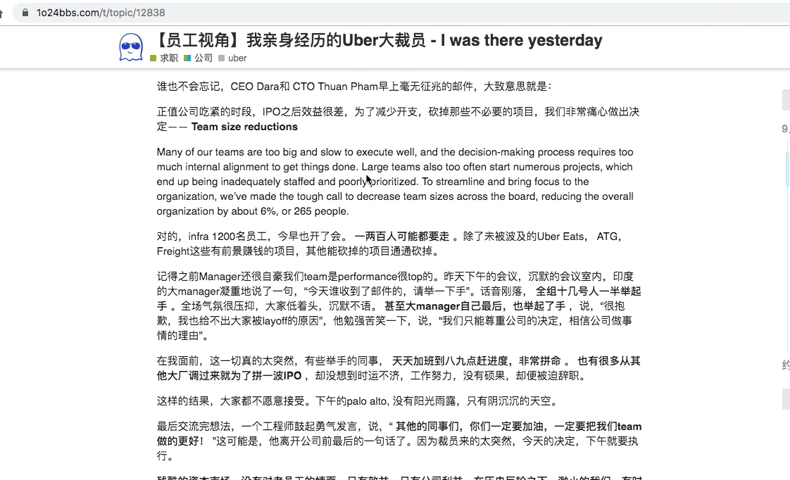 1o24bbs.com/t/topic/12838
【员工视角】我亲身经历的Uber大裁员 - I was there yesterday
求职 公司 uber
谁也不会忘记，CEO Dara和 CTO Thuan Pham早上毫无征兆的邮件，大致意思就是：
正值公司吃紧的时段，IPO之后效益很差，为了减少开支，砍掉那些不必要的项目，我们非常痛心做出决
定—— Team size reductions
Many of our teams are too big and slow to execute well, and the decision-making process requires too
much internal alignment to get things done. Large teams also too often start numerous projects, which
end up being inadequately staffed and poorly prioritized. To streamline and bring focus to the
organization, we've made the tough call to decrease team sizes across the board, reducing the overall
organization by about 6%, or 265 people.
对的，infra 1200名员工，今早也开了会。 一两百人可能都要走 。除了未被波及的Uber Eats， ATG，
Freight这些有前景赚钱的项目，其他能砍掉的项目通通砍掉。
记得之前Manager还很自豪我们team是performance很top的。昨天下午的会议，沉默的会议室内，印度
的大manager凝重地说了一句，“今天谁收到了邮件的，请举一下手”。话音刚落， 全组十几号人一半举起
手 。全场气氛很压抑，大家低着头，沉默不语。 甚至大manager自己最后，也举起了手 ，说，“很抱
歉，我也给不出大家被layoff的原因”，他勉强苦笑一下，说，“我们只能尊重公司的决定，相信公司做事
情的理由”。
在我面前，这一切真的太突然，有些举手的同事， 天天加班到八九点赶进度，非常拼命 。 也有很多从其
他大厂调过来就为了拼一波IPO ，却没想到时运不济，工作努力，没有硕果，却便被迫辞职。
这样的结果，大家都不愿意接受。下午的palo alto, 没有阳光雨露，只有阴沉沉的天空。
最后交流完想法，一个工程师鼓起勇气发言，说，“ 其他的同事们，你们一定要加油，一定要把我们team
做的更好！ ”这可能是，他离开公司前最后的一句话了。因为裁员来的太突然，今天的决定，下午就要执
行。
9.
约